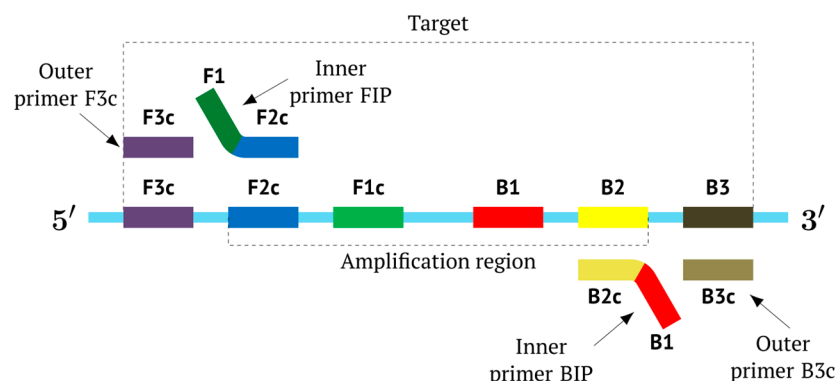 Target
Outer
primer F3c
F1
Inner
primer FIP
F3c
F2c
F3c
F2c
F1c
B1
B2
B3
5′
3′
Amplification region
B2c
B3c
B1
Inner
primer BIP
Outer
primer B3c